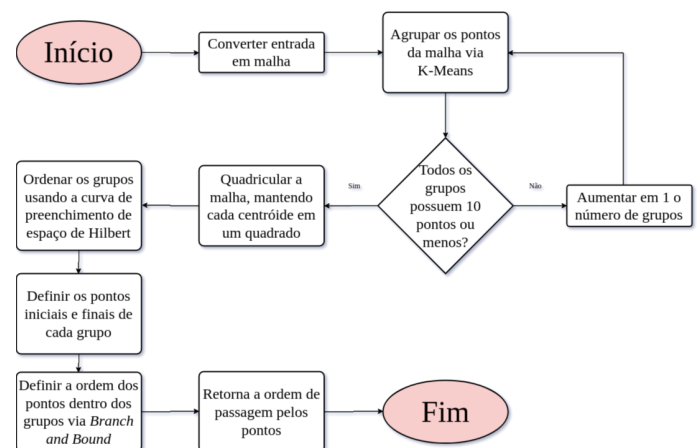 Início
Converter entrada
em malha
Agrupar os pontos
da malha via
K-Means
Todos os
grupos
possuem 10
pontos ou
menos?
Não
Aumentar em 1 o
número de grupos
Sim
Quadricular a
malha, mantendo
cada centróide em
um quadrado
Ordenar os grupos
usando a curva de
preenchimento de
espaço de Hilbert
Definir os pontos
iniciais e finais de
cada grupo
Definir a ordem dos
pontos dentro dos
grupos via Branch
and Bound
Retorna a ordem de
passagem pelos
pontos
Fim